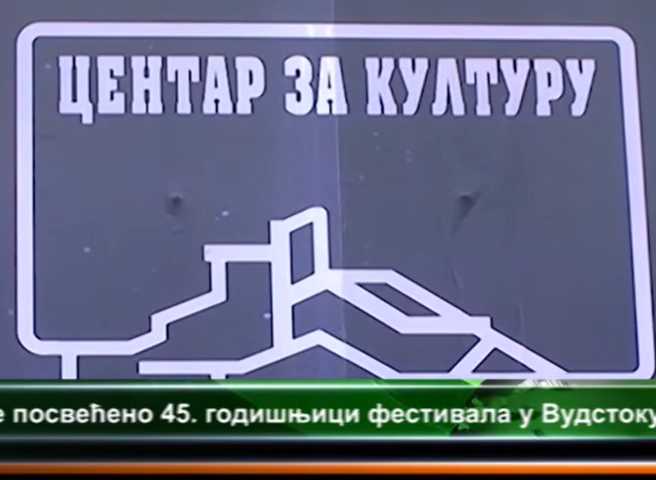 ЦЕНТАР ЗА КУЛТУРУ
е посвећено 45. годишњици фестивала у Вудстоку